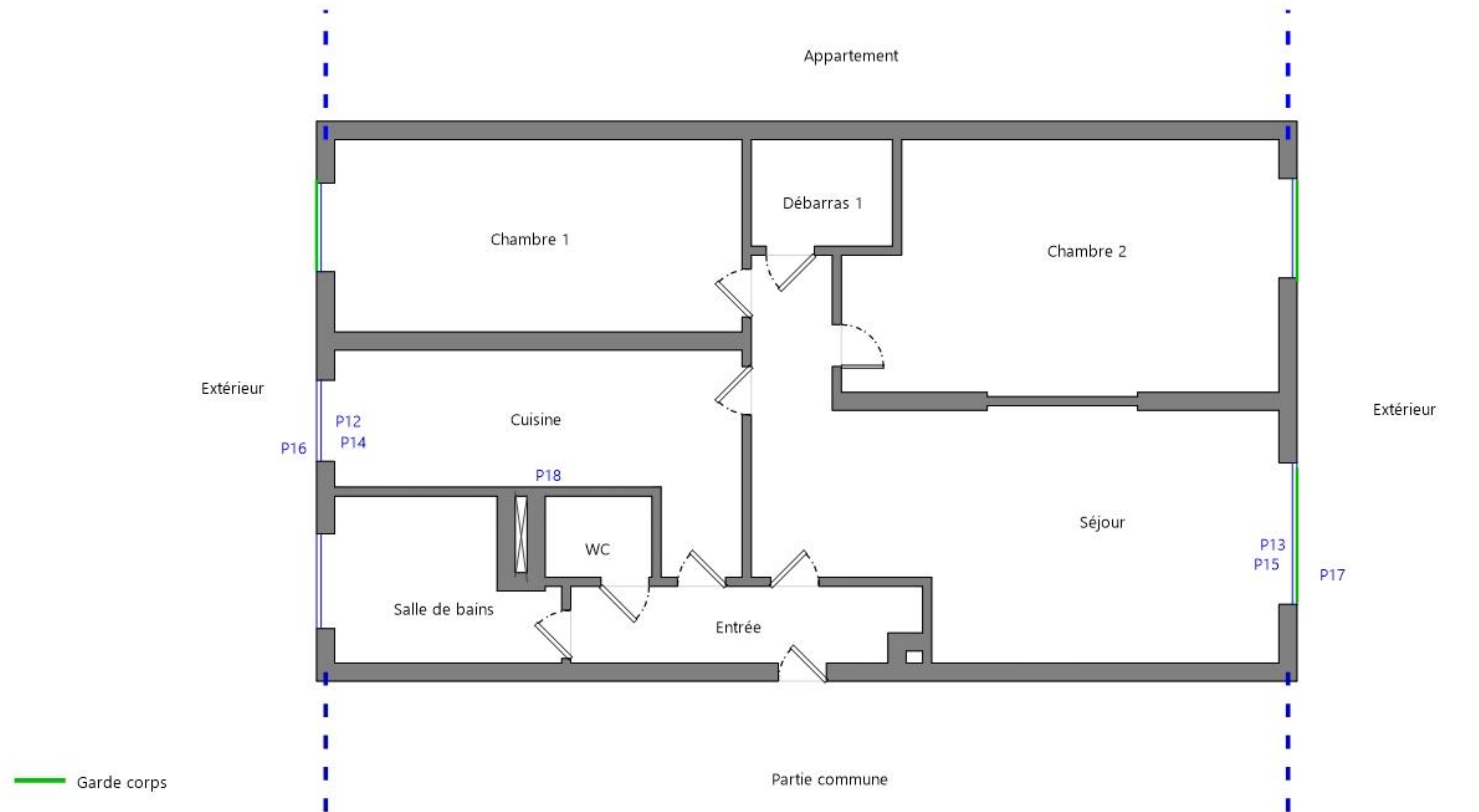 Appartement
Débarras 1
Chambre 1
Chambre 2
Extérieur
Extérieur
Cuisine
P12
P14
P16
P18
Séjour
P13
P15
P17
WC
Salle de bains
Entrée
Partie commune
Garde corps